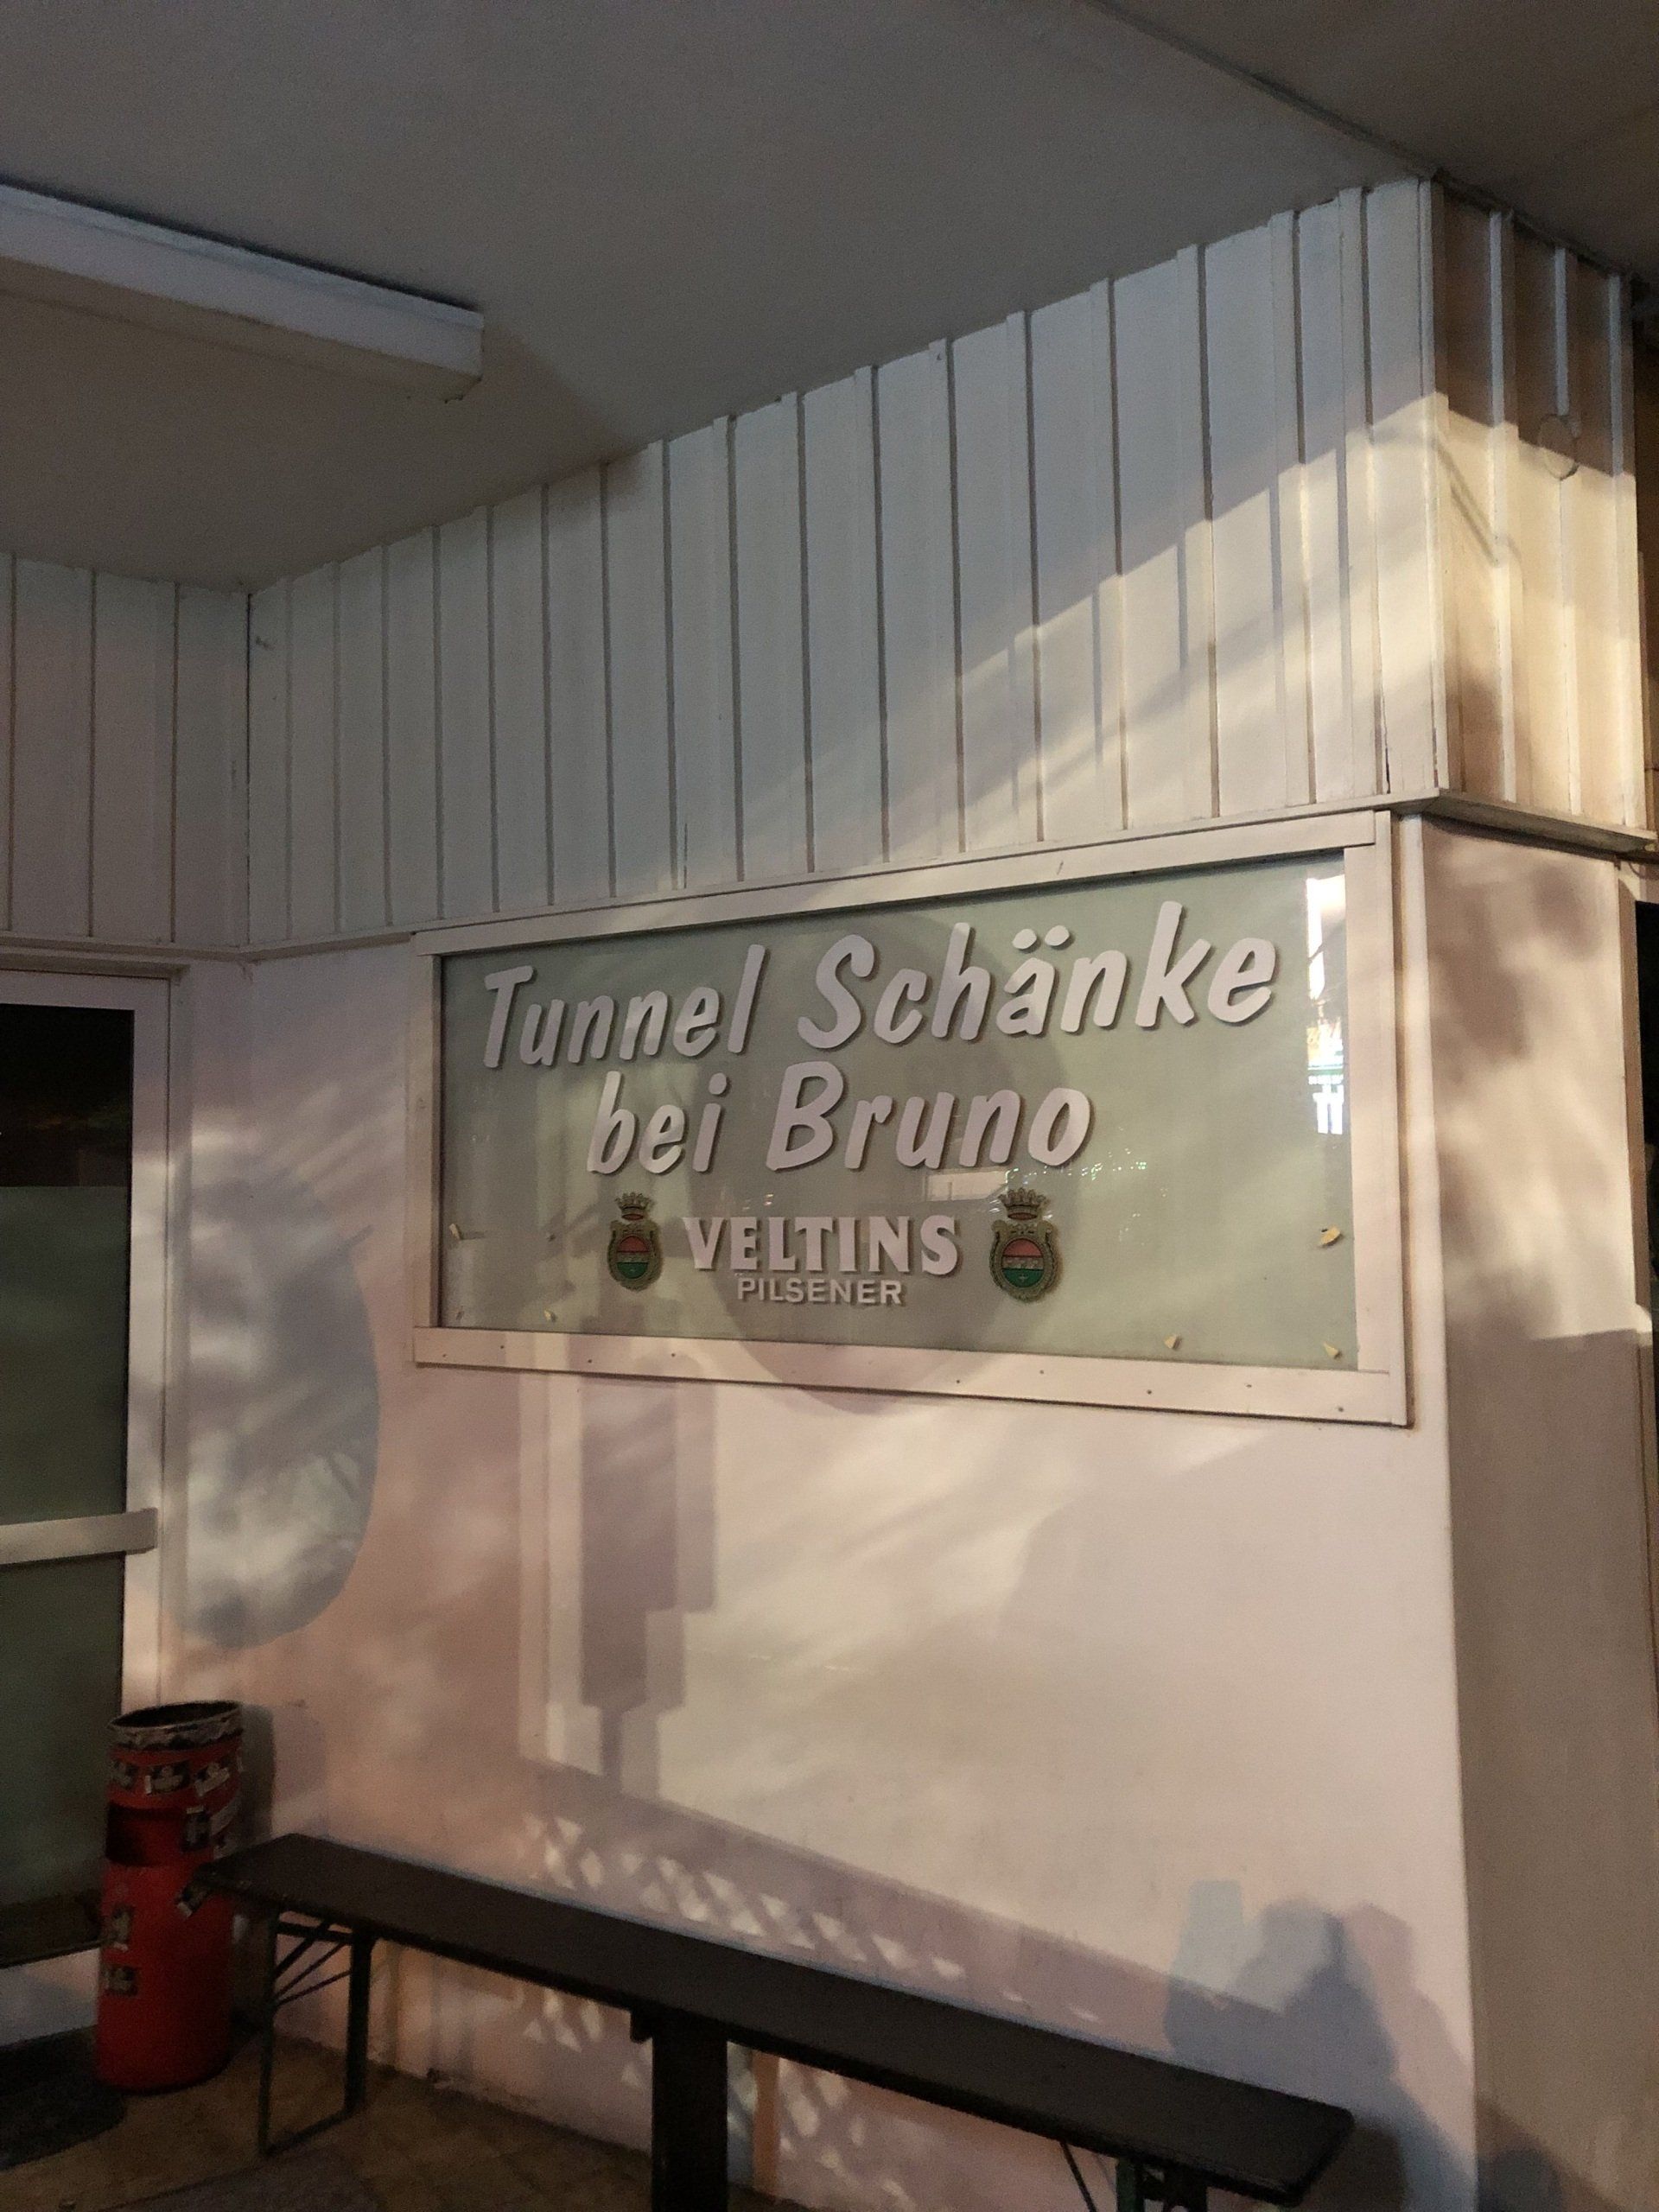 Tunnel Schänke
bei Bruno
VELTINS
PILSENER